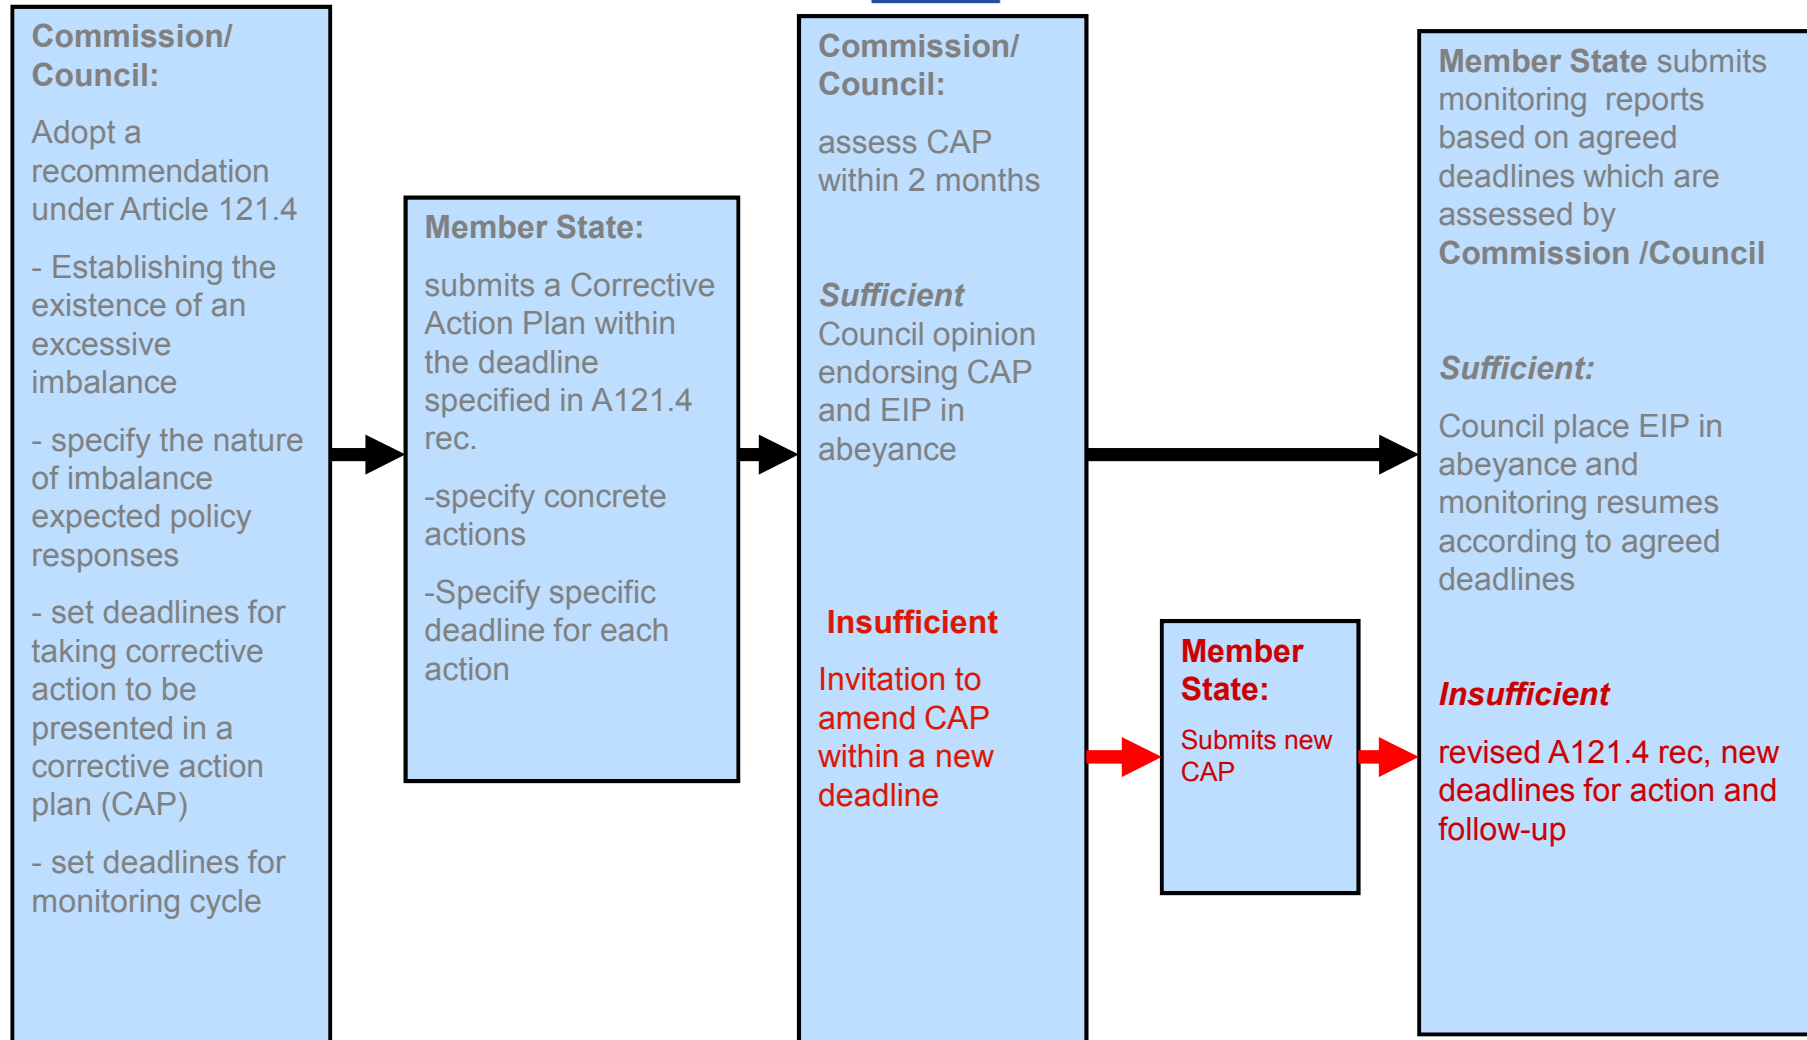 Commission/
Council:
Adopt a
recommendation
under Article 121.4
- Establishing the
existence of an
excessive
imbalance
- specify the nature
of imbalance
expected policy
responses
- set deadlines for
taking corrective
action to be
presented in a
corrective action
plan (CAP)
- set deadlines for
monitoring cycle
Member State:
submits a Corrective
Action Plan within
the deadline
specified in A121.4
rec.
-specify concrete
actions
-Specify specific
deadline for each
action
Commission/
Council:
assess CAP
within 2 months
Sufficient
Council opinion
endorsing CAP
and EIP in
abeyance
Insufficient
Invitation to
amend CAP
within a new
deadline
Member
State:
Submits new
CAP
Member State submits
monitoring reports
based on agreed
deadlines which are
assessed by
Commission /Council
Sufficient:
Council place EIP in
abeyance and
monitoring resumes
according to agreed
deadlines
Insufficient
revised A121.4 rec, new
deadlines for action and
follow-up